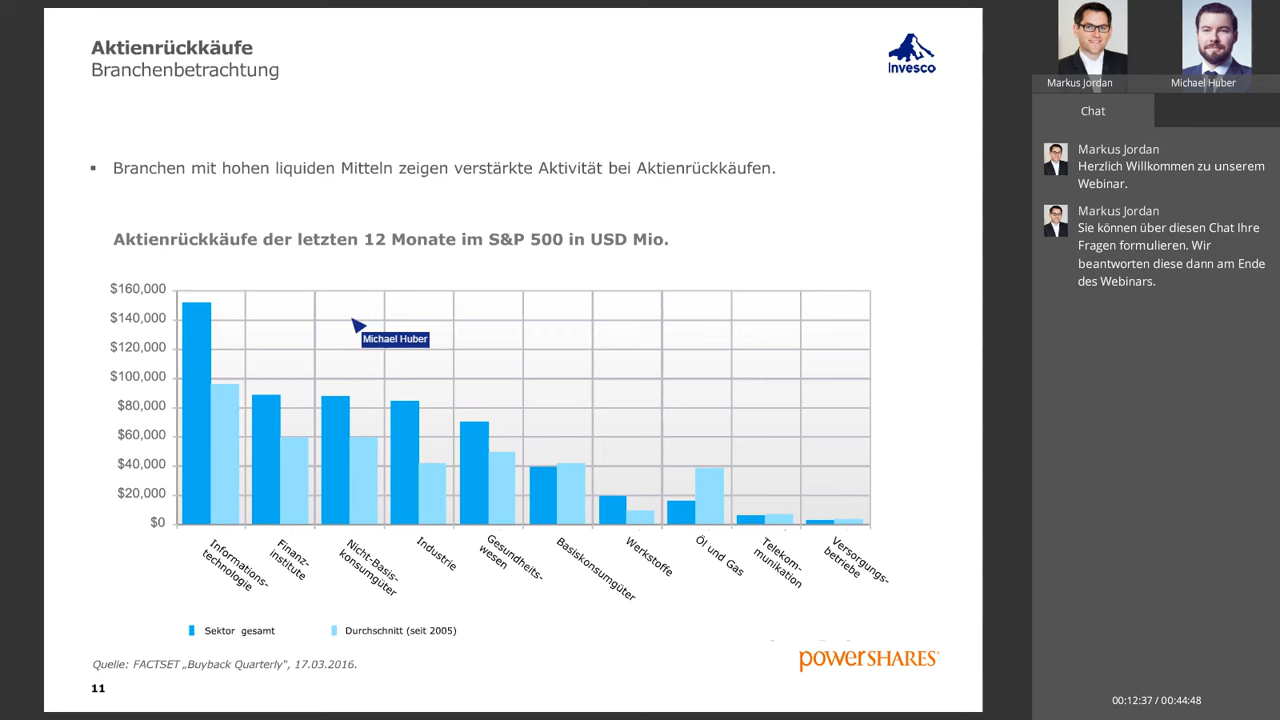 Aktienrückkäufe
Branchenbetrachtung
Invesco
▪ Branchen mit hohen liquiden Mitteln zeigen verstärkte Aktivität bei Aktienrückkäufen.
Aktienrückkäufe der letzten 12 Monate im S&P 500 in USD Mio.
$160,000
$140,000
$120,000
$100,000
$80,000
$60,000
$40,000
$20,000
$0
Michael Huber
Informations-
technologie
Finanz-
institute
Nicht-Basis-
konsumgüter
Industrie
Gesundheits-
wesen
Basiskonsumgüter
Werkstoffe
Öl und Gas
Telekom-
munikation
Versorgungs-
betriebe
Sektor gesamt
Durchschnitt (seit 2005)
Quelle: FACTSET „Buyback Quarterly“, 17.03.2016.
powerSHARES®
11
Markus Jordan
Michael Huber
Chat
Markus Jordan
Herzlich Willkommen zu unserem
Webinar.
Markus Jordan
Sie können über diesen Chat Ihre
Fragen formulieren. Wir
beantworten diese dann am Ende
des Webinars.
00:12:37 / 00:44:48